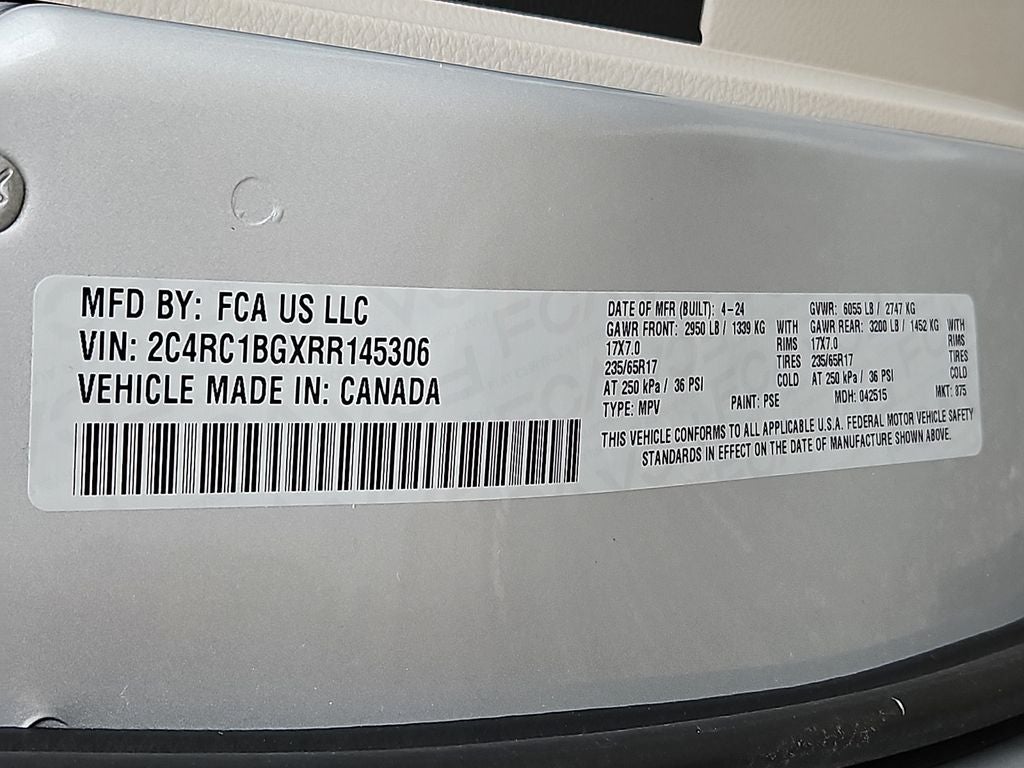 MFD BY: FCA US LLC
VIN: 2C4RC1BGXRR145306
VEHICLE MADE IN: CANADA
DATE OF MFR (BUILT): 4-24
GAWR FRONT: 2950 LB / 1339 KG WITH
17X7.0 RIMS
235/65R17 TIRES
AT 250 kPa / 36 PSI COLD
TYPE: MPV PAINT: PSE
GVWR: 6055 LB / 2747 KG
GAWR REAR: 3200 LB / 1452 KG WITH
17X7.0 RIMS
235/65R17 TIRES
AT 250 kPa / 36 PSI COLD
MDH: 042515 MKT: 875
THIS VEHICLE CONFORMS TO ALL APPLICABLE U.S.A. FEDERAL MOTOR VEHICLE SAFETY
STANDARDS IN EFFECT ON THE DATE OF MANUFACTURE SHOWN ABOVE.